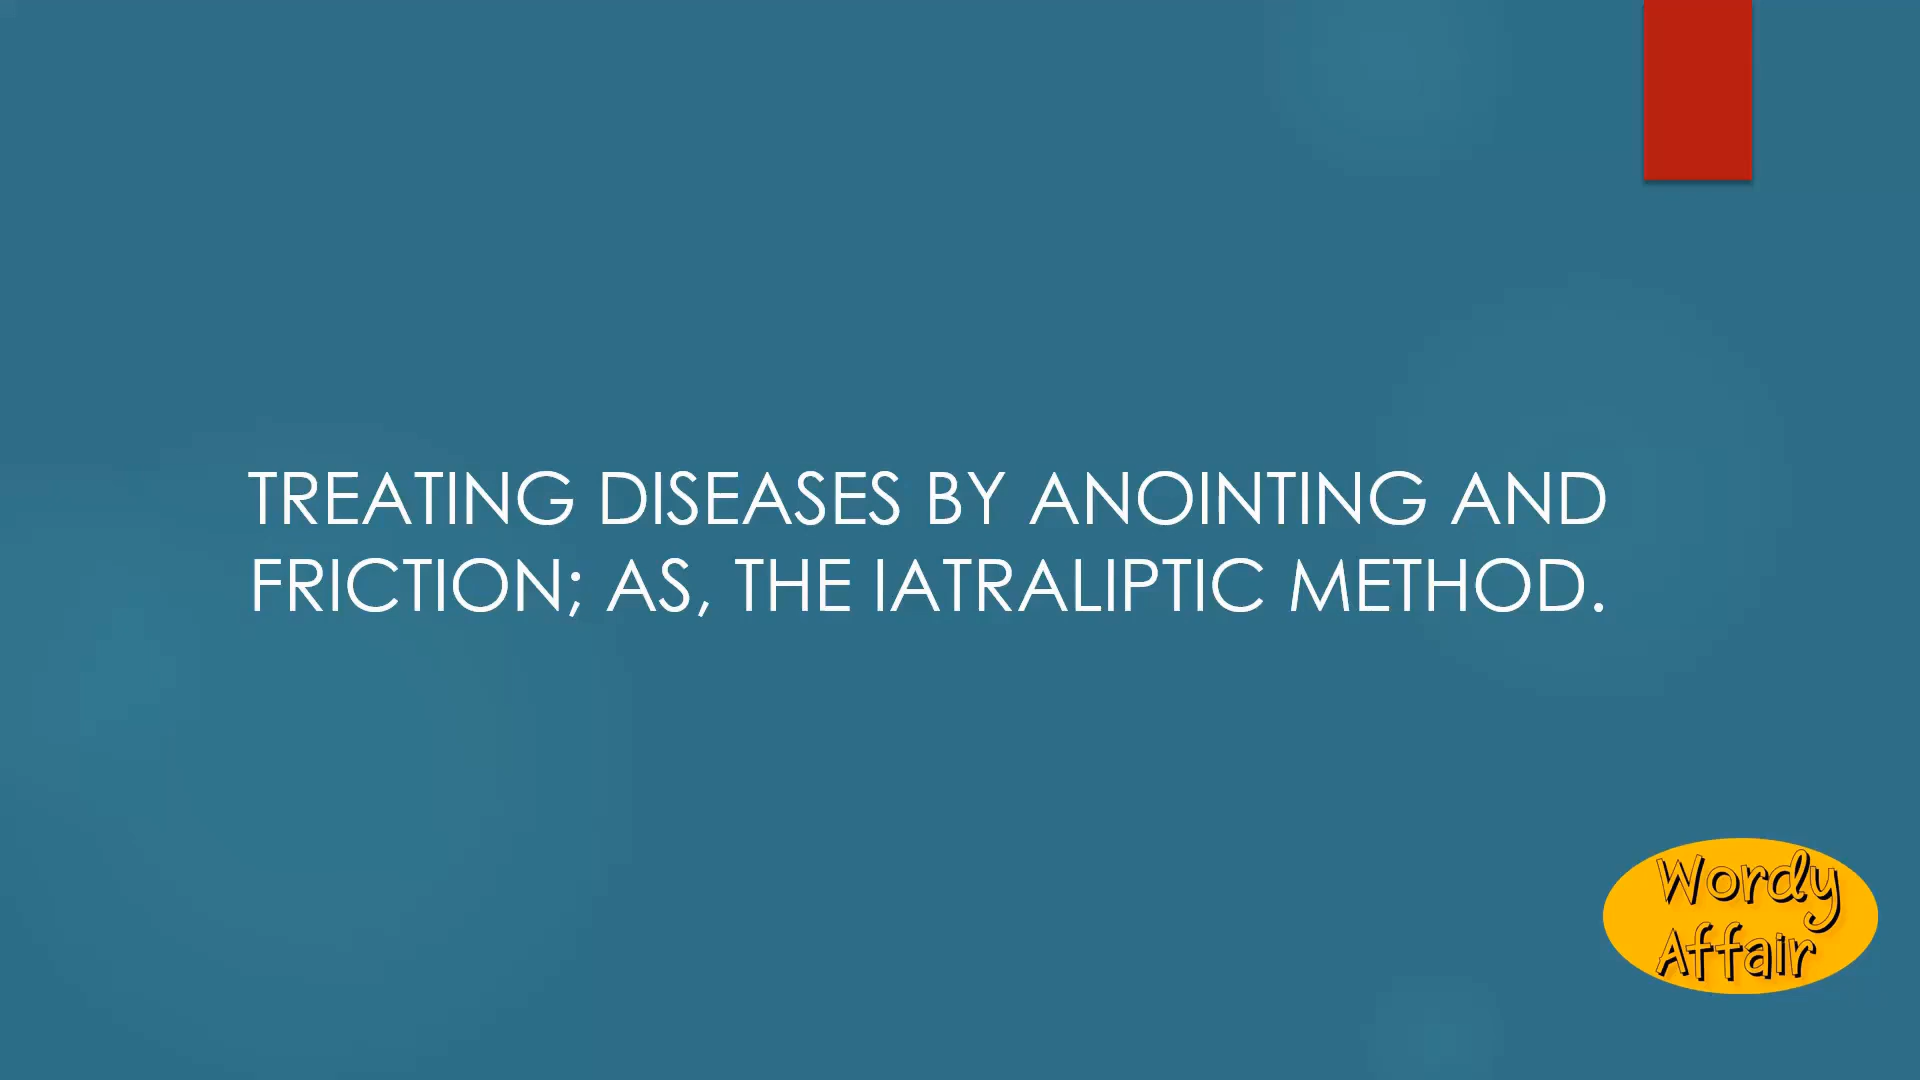 TREATING DISEASES BY ANOINTING AND
FRICTION; AS, THE IATRALIPTIC METHOD.
Wordy
Affair